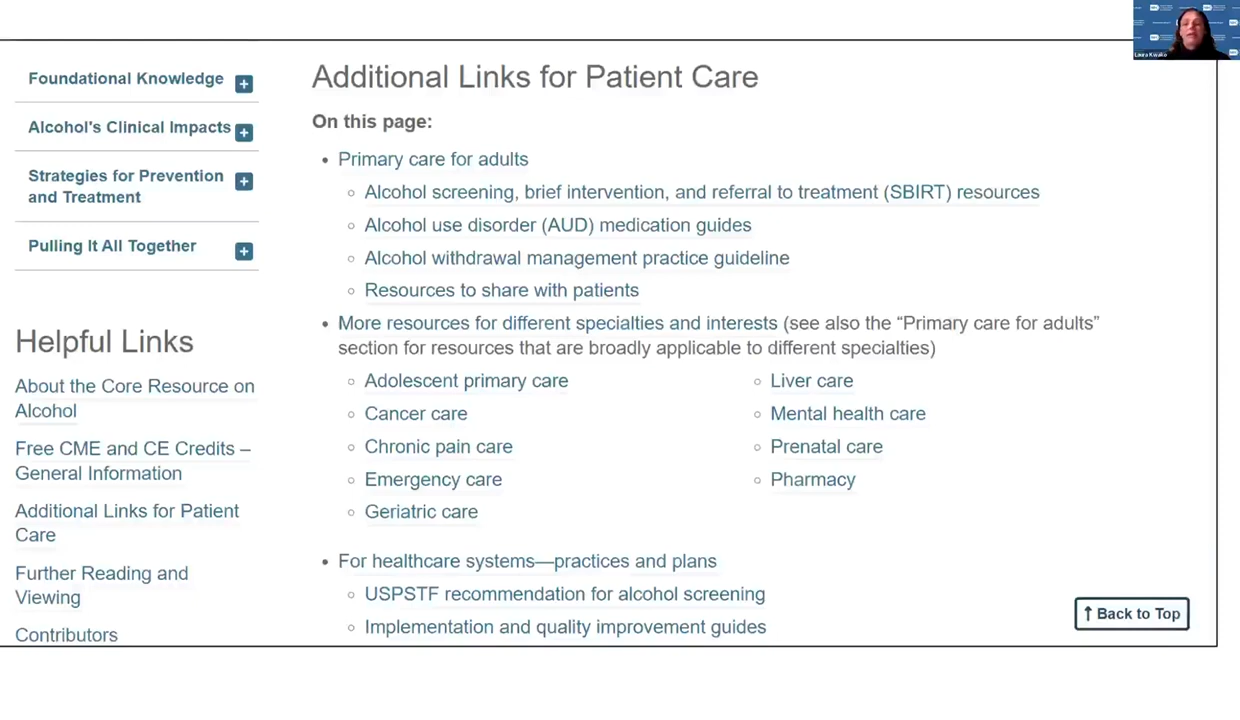 Laura Kwako
Foundational Knowledge
Alcohol's Clinical Impacts
Strategies for Prevention
and Treatment
Pulling It All Together
Helpful Links
About the Core Resource on
Alcohol
Free CME and CE Credits –
General Information
Additional Links for Patient
Care
Further Reading and
Viewing
Contributors
Additional Links for Patient Care
On this page:
• Primary care for adults
○ Alcohol screening, brief intervention, and referral to treatment (SBIRT) resources
○ Alcohol use disorder (AUD) medication guides
○ Alcohol withdrawal management practice guideline
○ Resources to share with patients
• More resources for different specialties and interests (see also the “Primary care for adults”
section for resources that are broadly applicable to different specialties)
○ Adolescent primary care
○ Cancer care
○ Chronic pain care
○ Emergency care
○ Geriatric care
○ Liver care
○ Mental health care
○ Prenatal care
○ Pharmacy
• For healthcare systems—practices and plans
○ USPSTF recommendation for alcohol screening
○ Implementation and quality improvement guides
↑ Back to Top